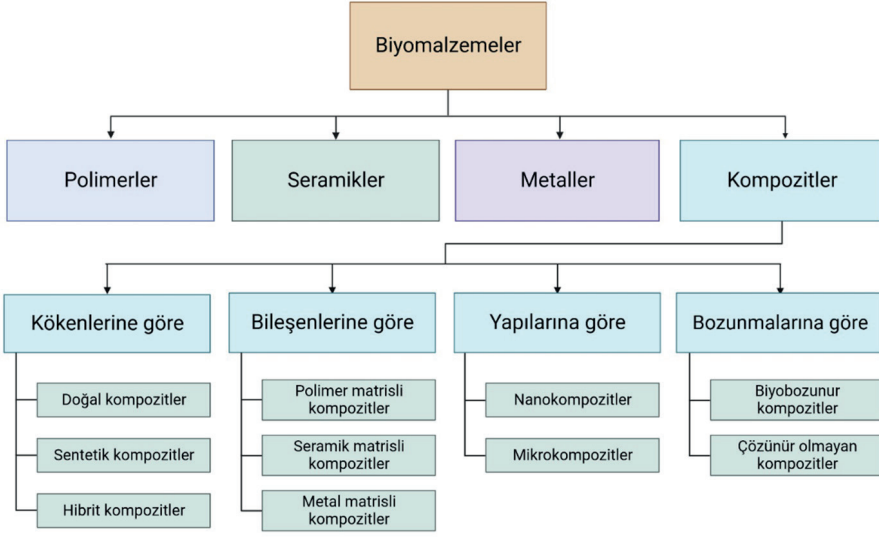 Biyomalzemeler
Polimerler
Seramikler
Metaller
Kompozitler
Kökenlerine göre
Bileşenlerine göre
Yapılarına göre
Bozunmalarına göre
Doğal kompozitler
Sentetik kompozitler
Hibrit kompozitler
Polimer matrisli
kompozitler
Seramik matrisli
kompozitler
Metal matrisli
kompozitler
Nanokompozitler
Mikrokompozitler
Biyobozunur
kompozitler
Çözünür olmayan
kompozitler